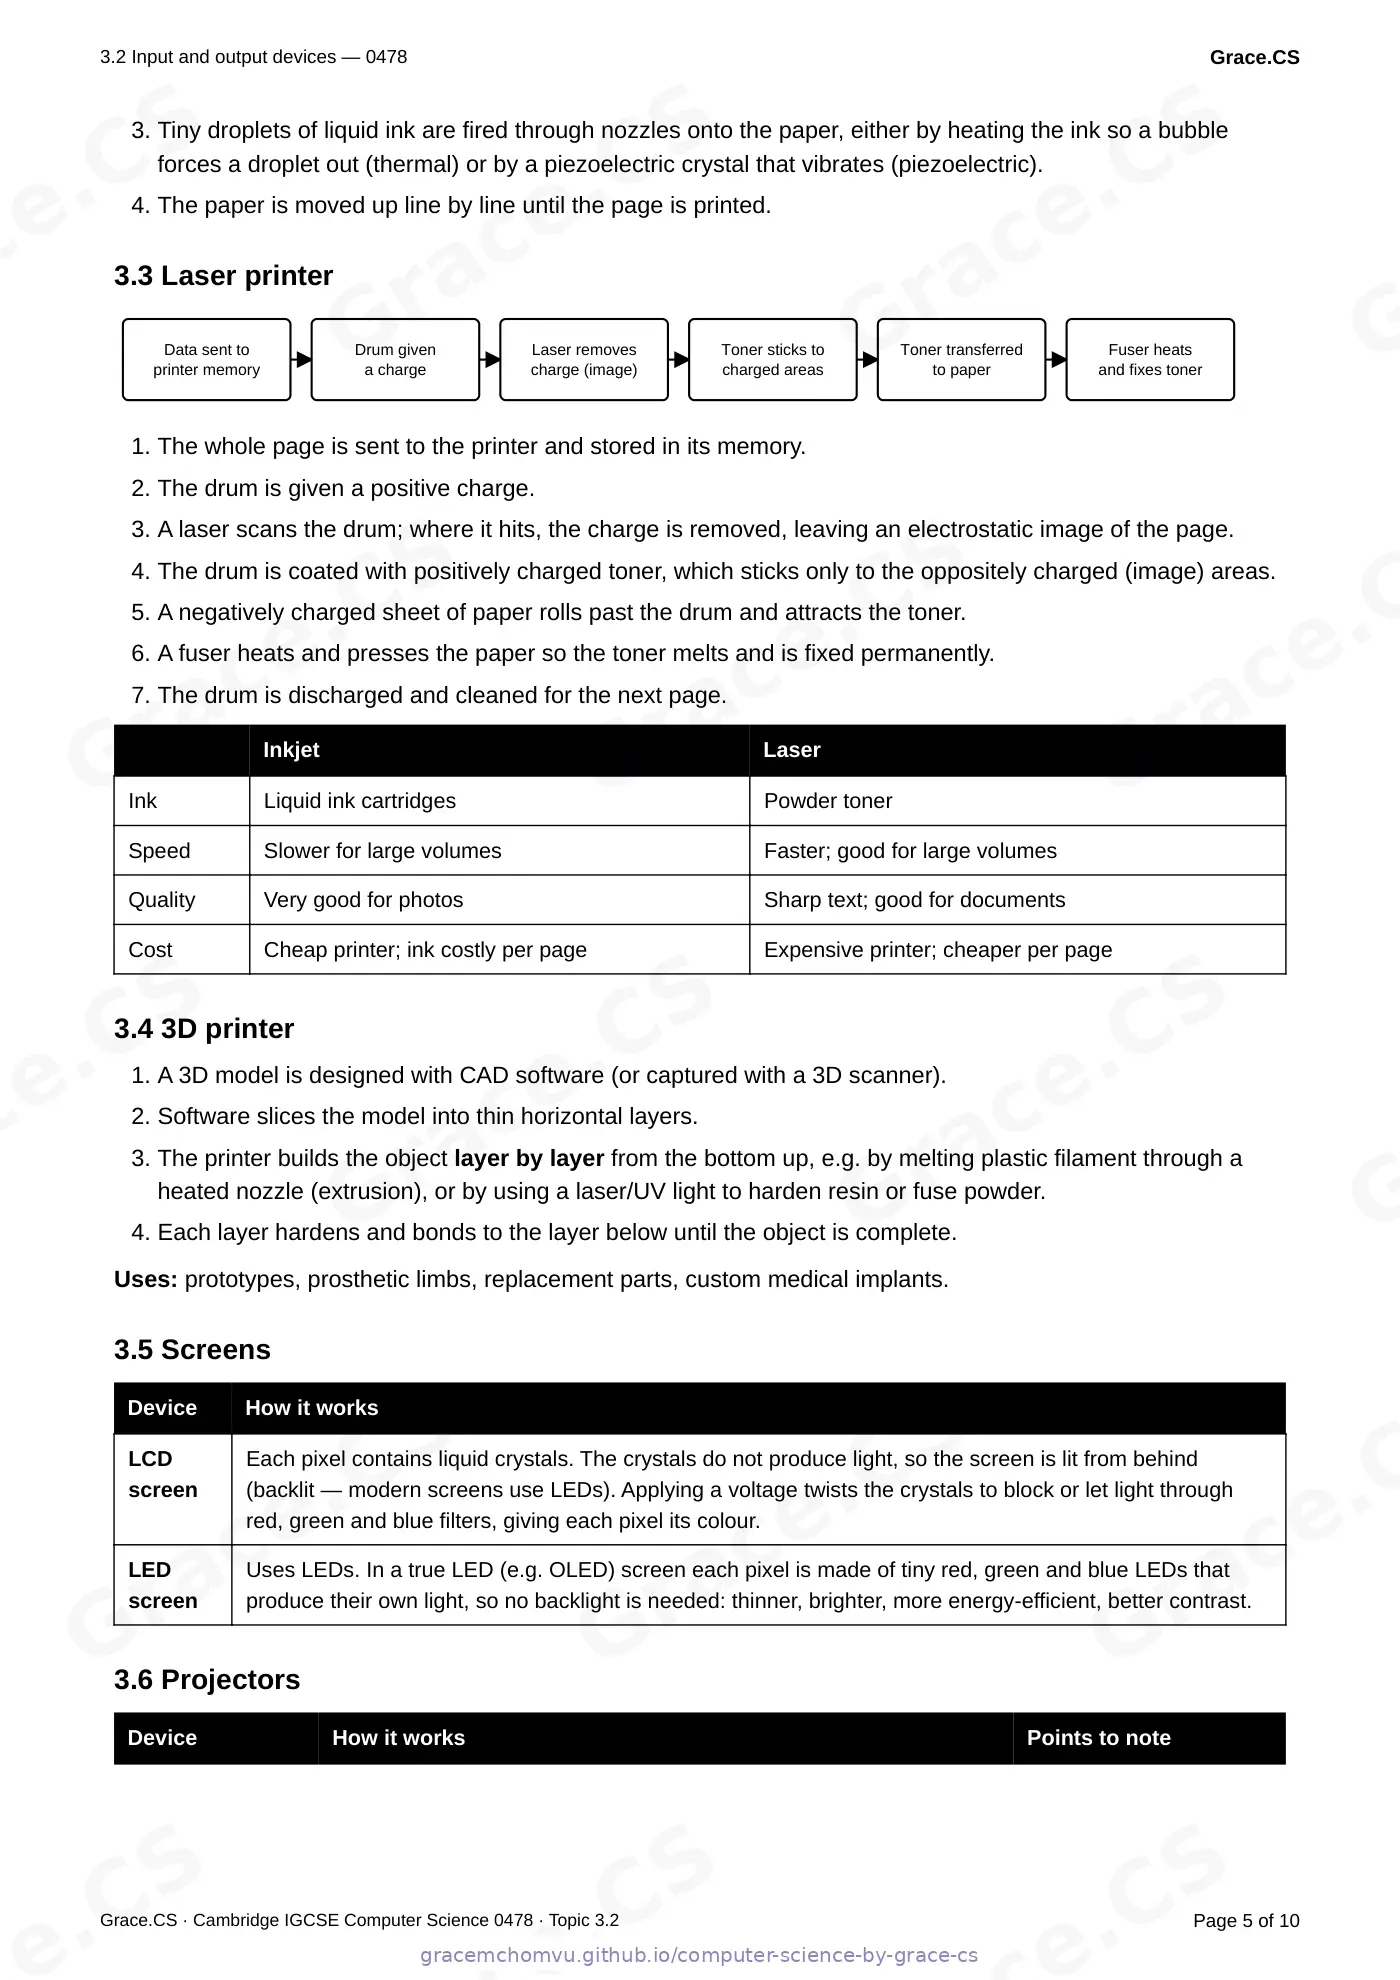 3.2 Input and output devices — 0478
Grace.CS
3. Tiny droplets of liquid ink are fired through nozzles onto the paper, either by heating the ink so a bubble
forces a droplet out (thermal) or by a piezoelectric crystal that vibrates (piezoelectric).
4. The paper is moved up line by line until the page is printed.
3.3 Laser printer
Data sent to
printer memory
Drum given
a charge
Laser removes
charge (image)
Toner sticks to
charged areas
Toner transferred
to paper
Fuser heats
and fixes toner
1. The whole page is sent to the printer and stored in its memory.
2. The drum is given a positive charge.
3. A laser scans the drum; where it hits, the charge is removed, leaving an electrostatic image of the page.
4. The drum is coated with positively charged toner, which sticks only to the oppositely charged (image) areas.
5. A negatively charged sheet of paper rolls past the drum and attracts the toner.
6. A fuser heats and presses the paper so the toner melts and is fixed permanently.
7. The drum is discharged and cleaned for the next page.
Inkjet Laser
Ink Liquid ink cartridges Powder toner
Speed Slower for large volumes Faster; good for large volumes
Quality Very good for photos Sharp text; good for documents
Cost Cheap printer; ink costly per page Expensive printer; cheaper per page
3.4 3D printer
1. A 3D model is designed with CAD software (or captured with a 3D scanner).
2. Software slices the model into thin horizontal layers.
3. The printer builds the object layer by layer from the bottom up, e.g. by melting plastic filament through a
heated nozzle (extrusion), or by using a laser/UV light to harden resin or fuse powder.
4. Each layer hardens and bonds to the layer below until the object is complete.
Uses: prototypes, prosthetic limbs, replacement parts, custom medical implants.
3.5 Screens
Device How it works
LCD
screen
Each pixel contains liquid crystals. The crystals do not produce light, so the screen is lit from behind
(backlit — modern screens use LEDs). Applying a voltage twists the crystals to block or let light through
red, green and blue filters, giving each pixel its colour.
LED
screen
Uses LEDs. In a true LED (e.g. OLED) screen each pixel is made of tiny red, green and blue LEDs that
produce their own light, so no backlight is needed: thinner, brighter, more energy-efficient, better contrast.
3.6 Projectors
Device How it works Points to note
Grace.CS · Cambridge IGCSE Computer Science 0478 · Topic 3.2
Page 5 of 10
gracemchomvu.github.io/computer-science-by-grace-cs